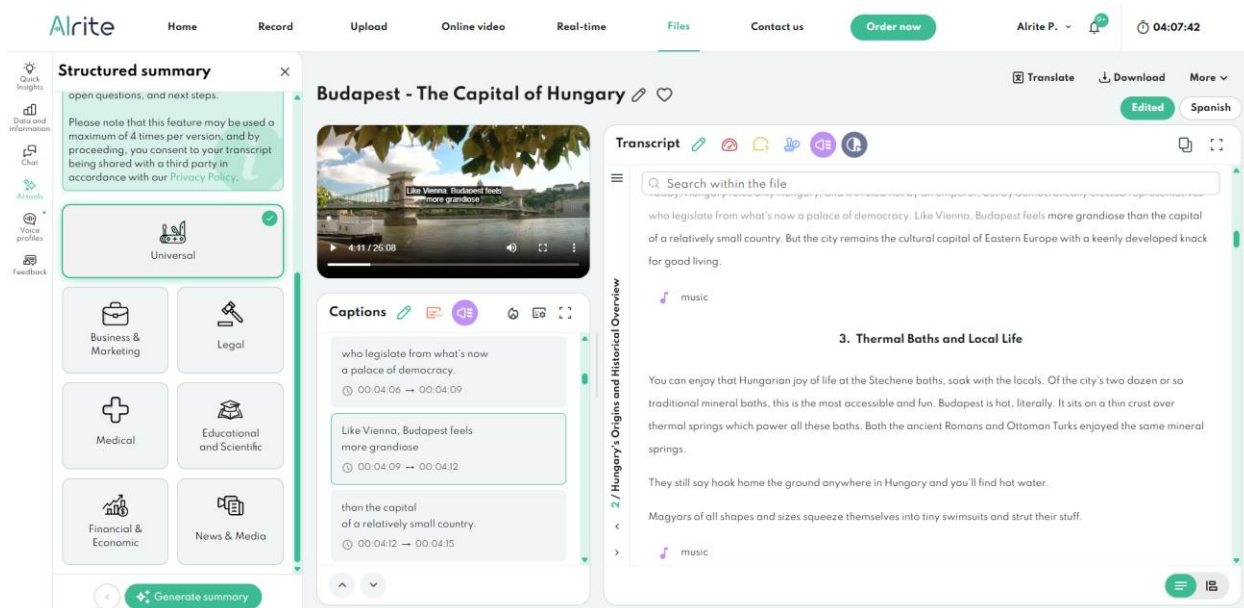 Alrite
Home
Record
Upload
Online video
Real-time
Files
Contact us
Order now
Alrite P.
9+
04:07:42
Quick
Insights
Data and
information
Chat
AI tools
Voice
profiles
Feedback
Structured summary
open questions, and next steps.
Please note that this feature may be used a
maximum of 4 times per version, and by
proceeding, you consent to your transcript
being shared with a third party in
accordance with our Privacy Policy.
Universal
Business &
Marketing
Legal
Medical
Educational
and Scientific
Financial &
Economic
News & Media
Generate summary
Budapest - The Capital of Hungary
Translate
Download
More
Edited
Spanish
Like Vienna, Budapest feels
more grandiose
4:11 / 26:08
Captions
who legislate from what's now
a palace of democracy.
00:04:06 → 00:04:09
Like Vienna, Budapest feels
more grandiose
00:04:09 → 00:04:12
than the capital
of a relatively small country.
00:04:12 → 00:04:15
Transcript
Search within the file
2 / Hungary's Origins and Historical Overview
who legislate from what's now a palace of democracy. Like Vienna, Budapest feels more grandiose than the capital
of a relatively small country. But the city remains the cultural capital of Eastern Europe with a keenly developed knack
for good living.
music
3. Thermal Baths and Local Life
You can enjoy that Hungarian joy of life at the Stechene baths, soak with the locals. Of the city's two dozen or so
traditional mineral baths, this is the most accessible and fun. Budapest is hot, literally. It sits on a thin crust over
thermal springs which power all these baths. Both the ancient Romans and Ottoman Turks enjoyed the same mineral
springs.
They still say hook home the ground anywhere in Hungary and you'll find hot water.
Magyars of all shapes and sizes squeeze themselves into tiny swimsuits and strut their stuff.
music